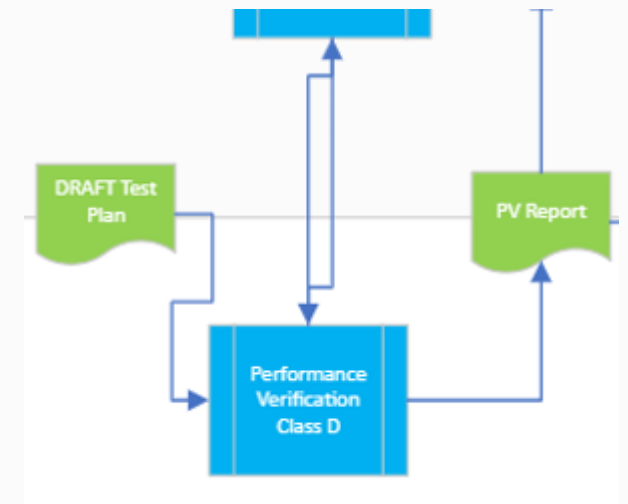 DRAFT Test
Plan
PV Report
Performance
Verification
Class D